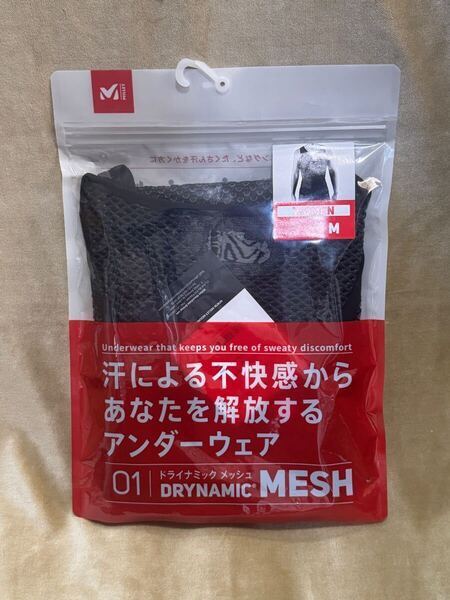 MILLET
M
Underwear that keeps you free of sweaty discomfort
汗による不快感から
あなたを解放する
アンダーウェア
01
ドライナミック メッシュ
DRYNAMIC® MESH